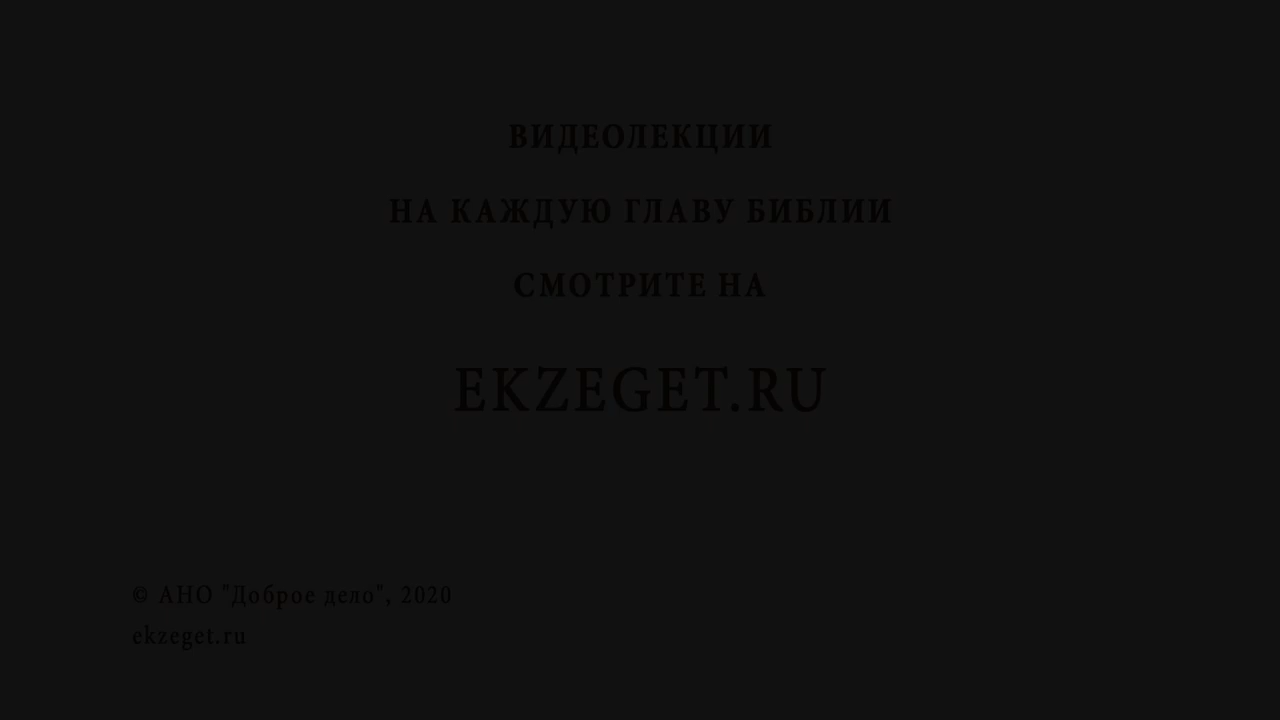 ВИДЕОЛЕКЦИИ
НА КАЖДУЮ ГЛАВУ БИБЛИИ
СМОТРИТЕ НА
EKZEGET.RU
© АНО "Доброе дело", 2020
ekzeget.ru